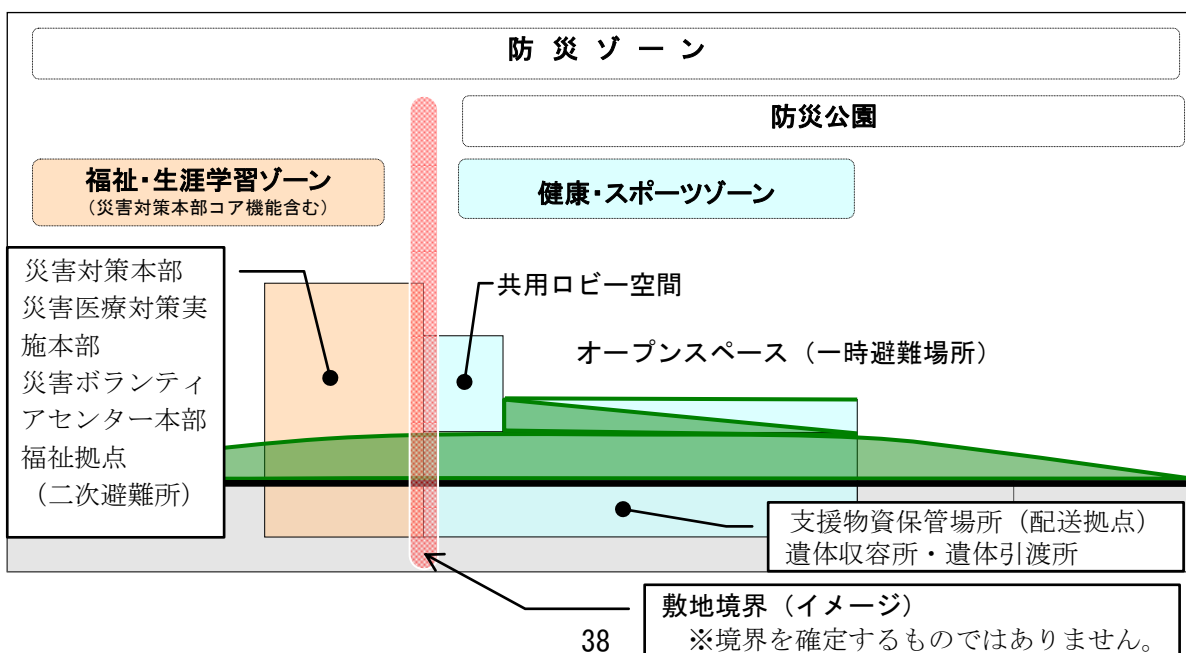 防災ゾーン
防災公園
福祉・生涯学習ゾーン
（災害対策本部コア機能含む）
健康・スポーツゾーン
災害対策本部
災害医療対策実
施本部
災害ボランティ
アセンター本部
福祉拠点
（二次避難所）
共用ロビー空間
オープンスペース（一時避難場所）
支援物資保管場所（配送拠点）
遺体収容所・遺体引渡所
敷地境界（イメージ）
※境界を確定するものではありません。
38